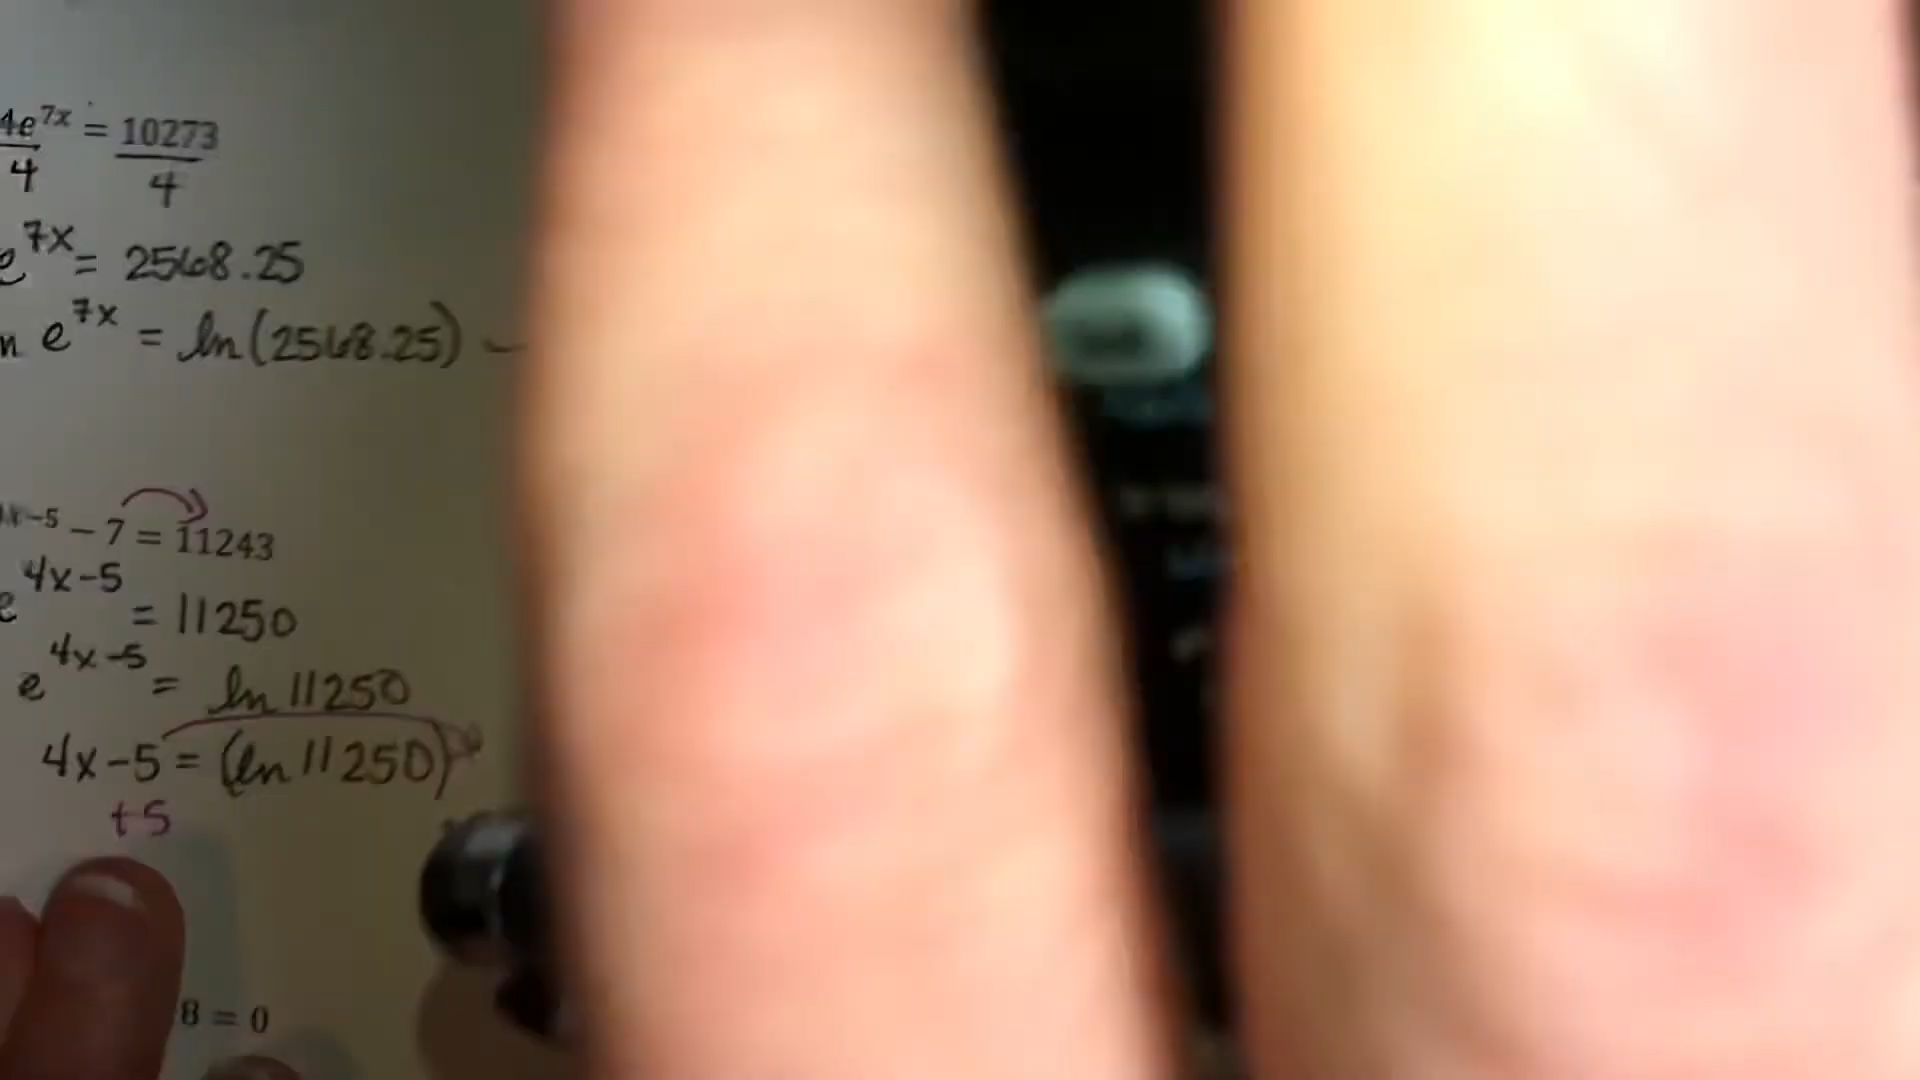 4e^7x = 10273
4 4
e^7x = 2568.25
e^7x = ln(2568.25)
-5 - 7 = 11243
e^4x-5 = 11250
e^4x-5 = ln 11250
4x-5 = (ln 11250)
+5
8 = 0